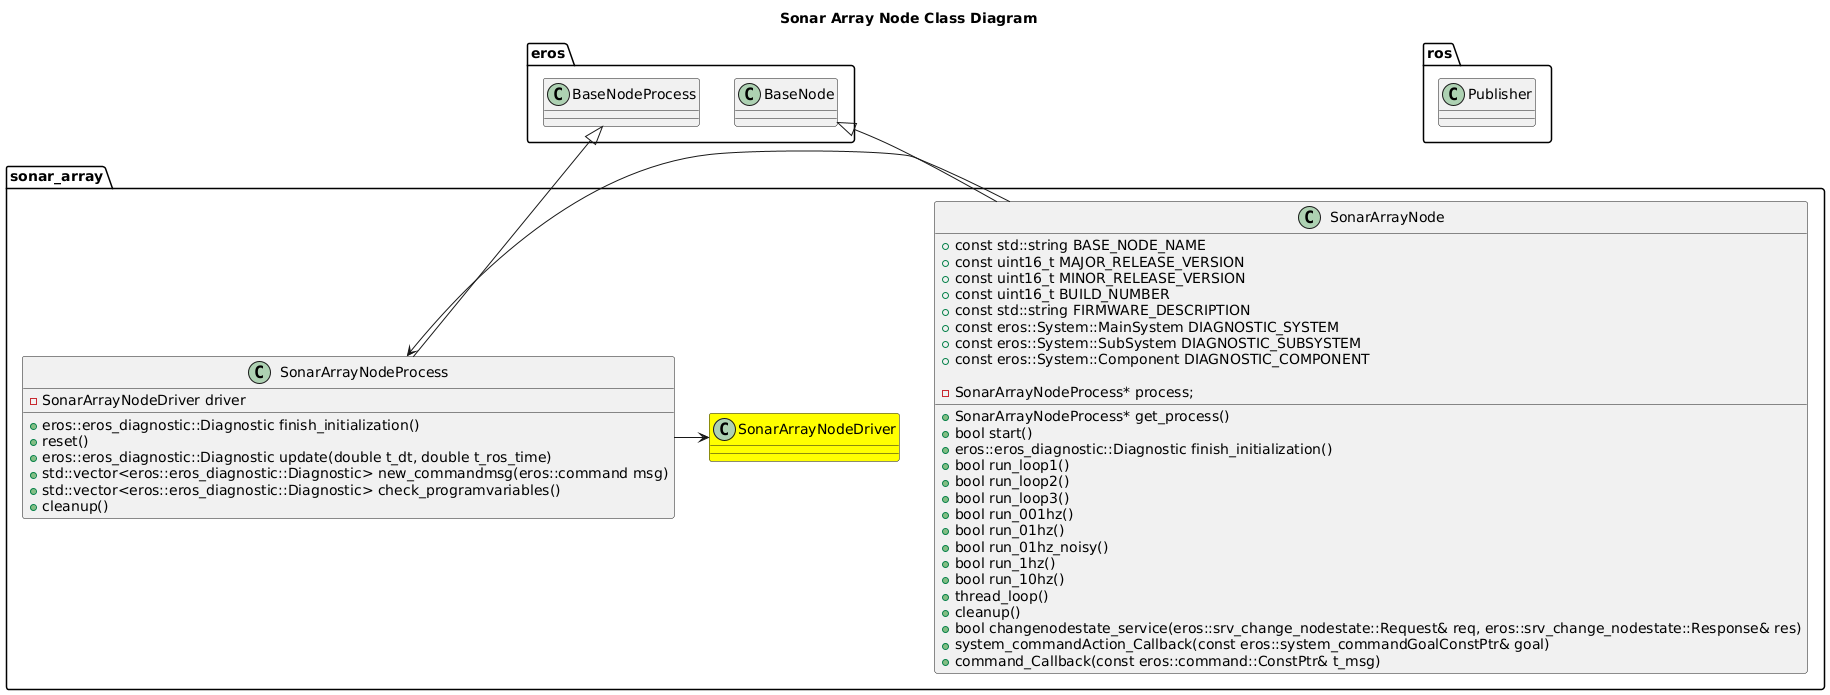 Sonar Array Node Class Diagram
eros
C BaseNodeProcess
C BaseNode
ros
C Publisher
sonar_array
C SonarArrayNode
const std::string BASE_NODE_NAME
const uint16_t MAJOR_RELEASE_VERSION
const uint16_t MINOR_RELEASE_VERSION
const uint16_t BUILD_NUMBER
const std::string FIRMWARE_DESCRIPTION
const eros::System::MainSystem DIAGNOSTIC_SYSTEM
const eros::System::SubSystem DIAGNOSTIC_SUBSYSTEM
const eros::System::Component DIAGNOSTIC_COMPONENT
SonarArrayNodeProcess* process;
SonarArrayNodeProcess* get_process()
bool start()
eros::eros_diagnostic::Diagnostic finish_initialization()
bool run_loop1()
bool run_loop2()
bool run_loop3()
bool run_001hz()
bool run_01hz()
bool run_01hz_noisy()
bool run_1hz()
bool run_10hz()
thread_loop()
cleanup()
bool changenodestate_service(eros::srv_change_nodestate::Request& req, eros::srv_change_nodestate::Response& res)
system_commandAction_Callback(const eros::system_commandGoalConstPtr& goal)
command_Callback(const eros::command::ConstPtr& t_msg)
C SonarArrayNodeProcess
SonarArrayNodeDriver driver
eros::eros_diagnostic::Diagnostic finish_initialization()
reset()
eros::eros_diagnostic::Diagnostic update(double t_dt, double t_ros_time)
std::vector<eros::eros_diagnostic::Diagnostic> new_commandmsg(eros::command msg)
std::vector<eros::eros_diagnostic::Diagnostic> check_programvariables()
cleanup()
C SonarArrayNodeDriver